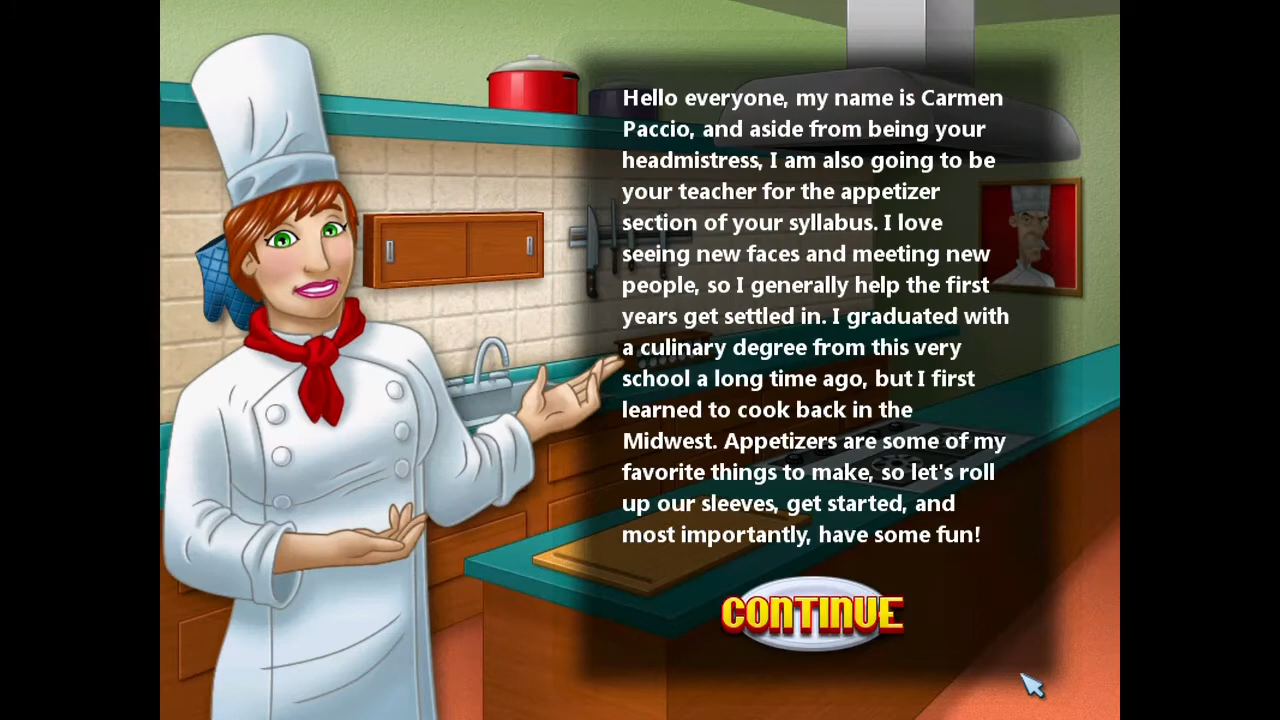 Hello everyone, my name is Carmen
Paccio, and aside from being your
headmistress, I am also going to be
your teacher for the appetizer
section of your syllabus. I love
seeing new faces and meeting new
people, so I generally help the first
years get settled in. I graduated with
a culinary degree from this very
school a long time ago, but I first
learned to cook back in the
Midwest. Appetizers are some of my
favorite things to make, so let's roll
up our sleeves, get started, and
most importantly, have some fun!
CONTINUE